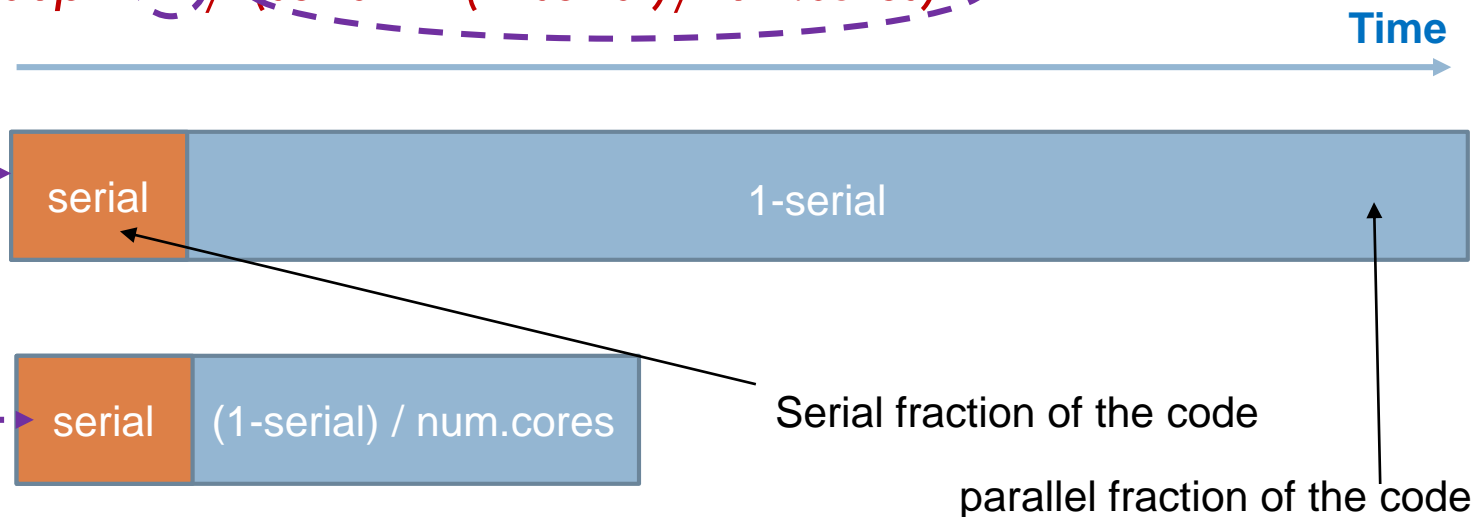 Time
serial 1-serial
serial (1-serial) / num.cores
Serial fraction of the code
parallel fraction of the code